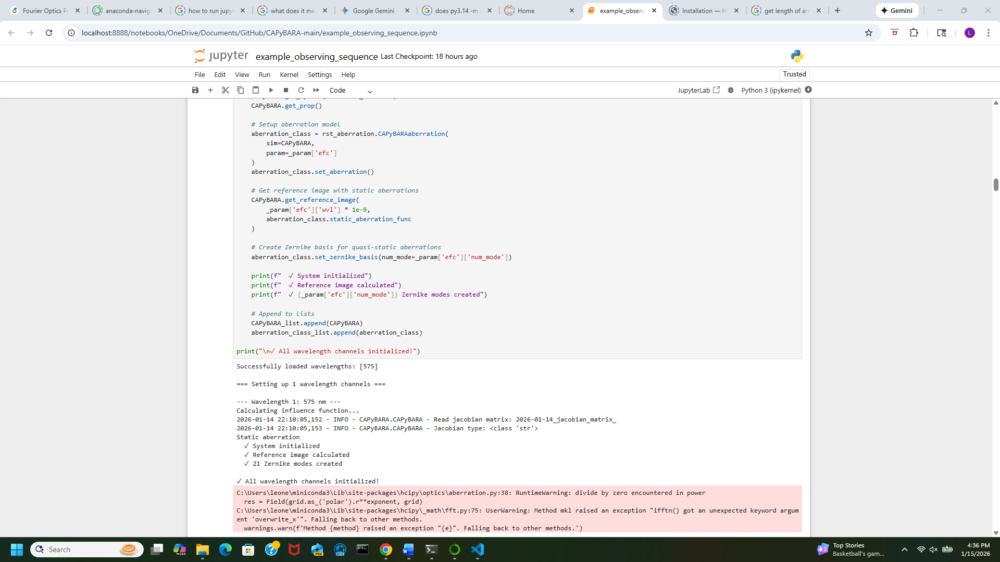 Fourier Optics P
anaconda-naviga
how to run jupyt
what does it me
Google Gemini
does py3.14 -m
Home
example_observ
Installation — H
get length of arr
Gemini
localhost:8888/notebooks/OneDrive/Documents/GitHub/CAPyBARA-main/example_observing_sequence.ipynb
L
jupyter example_observing_sequence Last Checkpoint: 18 hours ago
File Edit View Run Kernel Settings Help
Trusted
Code
JupyterLab
Python 3 (ipykernel)
CAPyBARA.get_prop()
# Setup aberration model
aberration_class = rst_aberration.CAPyBARAaberration(
sim=CAPyBARA,
param=_param['efc']
)
aberration_class.set_aberration()
# Get reference image with static aberrations
CAPyBARA.get_reference_image(
_param['efc']['wvl'] * 1e-9,
aberration_class.static_aberration_func
)
# Create Zernike basis for quasi-static aberrations
aberration_class.set_zernike_basis(num_mode=_param['efc']['num_mode'])
print(f"  ✓ System initialized")
print(f"  ✓ Reference image calculated")
print(f"  ✓ {_param['efc']['num_mode']} Zernike modes created")
# Append to lists
CAPyBARA_list.append(CAPyBARA)
aberration_class_list.append(aberration_class)
print("\n✓ All wavelength channels initialized!")
Successfully loaded wavelengths: [575]
=== Setting up 1 wavelength channels ===
--- Wavelength 1: 575 nm ---
Calculating influence function...
2026-01-14 22:10:05,152 - INFO - CAPyBARA.CAPyBARA - Read jacobian matrix: 2026-01-14_jacobian_matrix_
2026-01-14 22:10:05,153 - INFO - CAPyBARA.CAPyBARA - Jacobian type: <class 'str'>
Static aberration
✓ System initialized
✓ Reference image calculated
✓ 21 Zernike modes created
✓ All wavelength channels initialized!
C:\Users\leone\miniconda3\Lib\site-packages\hcipy\optics\aberration.py:38: RuntimeWarning: divide by zero encountered in power
res = Field(grid.as_('polar').r**exponent, grid)
C:\Users\leone\miniconda3\Lib\site-packages\hcipy\_math\fft.py:75: UserWarning: Method mkl raised an exception "ifftn() got an unexpected keyword argum
ent 'overwrite_x'". Falling back to other methods.
warnings.warn(f'Method {method} raised an exception "{e}". Falling back to other methods.')
Search
M365
PRE
BETA
Top Stories
Basketball's gam...
4:36 PM
1/15/2026